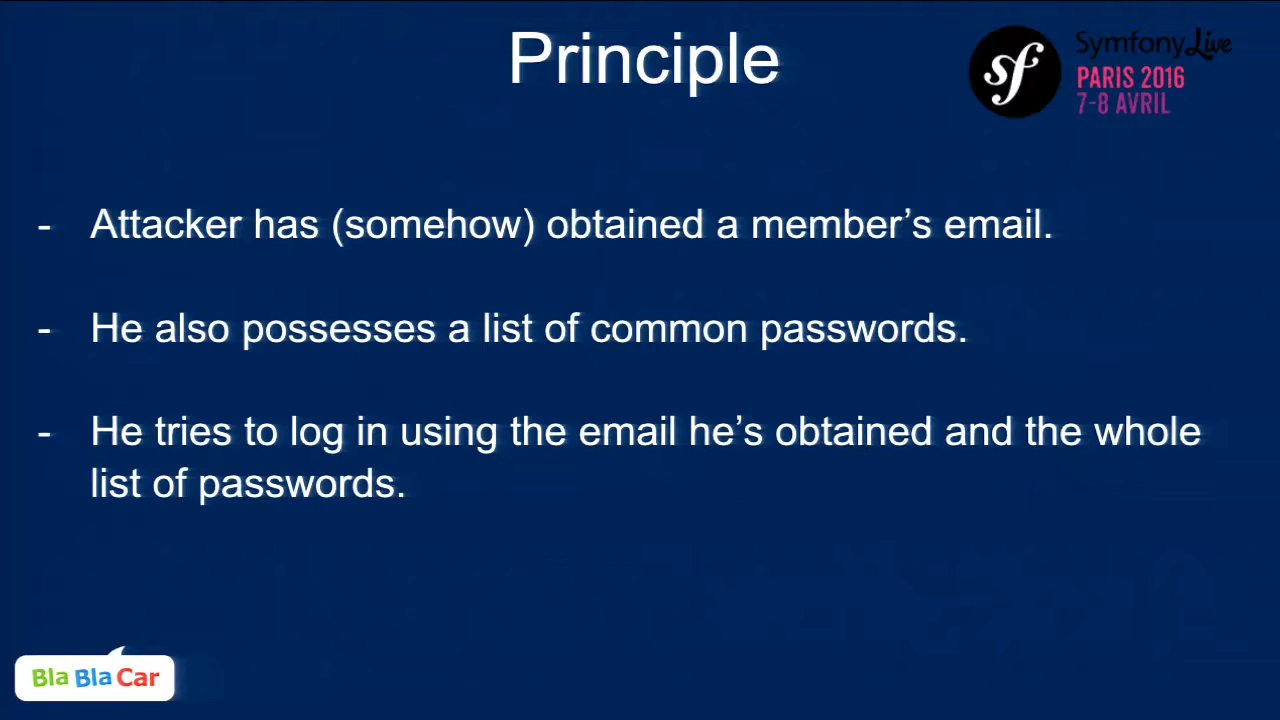 Principle
SymfonyLive
PARIS 2016
7-8 AVRIL
sf
- Attacker has (somehow) obtained a member’s email.
- He also possesses a list of common passwords.
- He tries to log in using the email he’s obtained and the whole
list of passwords.
BlaBlaCar